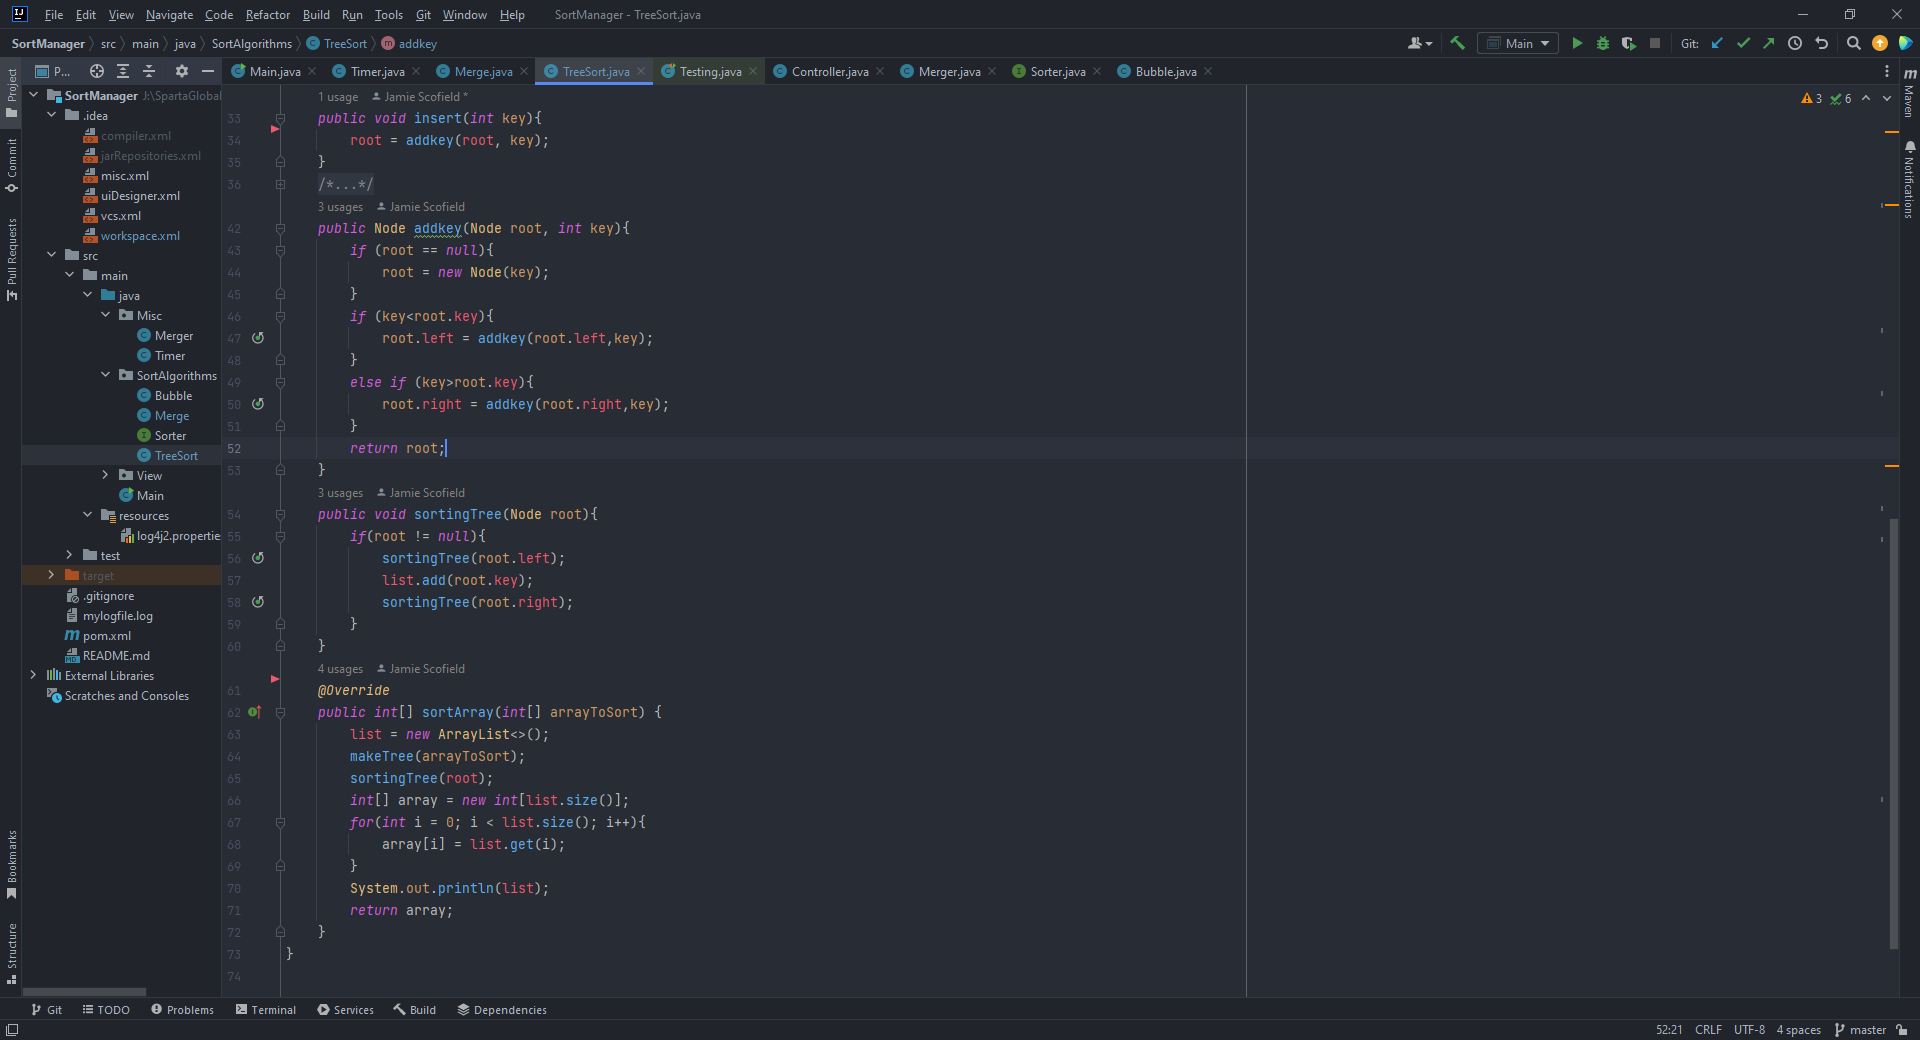 File Edit View Navigate Code Refactor Build Run Tools Git Window Help SortManager - TreeSort.java
SortManager src main java SortAlgorithms TreeSort addkey Main Git:
P... Main.java Timer.java Merge.java TreeSort.java Testing.java Controller.java Merger.java Sorter.java Bubble.java
Project
Commit
Pull Requests
Bookmarks
Structure
SortManager J:\SpartaGlobal
.idea
compiler.xml
jarRepositories.xml
misc.xml
uiDesigner.xml
vcs.xml
workspace.xml
src
main
java
Misc
Merger
Timer
SortAlgorithms
Bubble
Merge
Sorter
TreeSort
View
Main
resources
log4j2.propertie
test
target
.gitignore
mylogfile.log
pom.xml
README.md
External Libraries
Scratches and Consoles
1 usage Jamie Scofield *
33 public void insert(int key){
34 root = addkey(root, key);
35 }
36 /*...*/
3 usages Jamie Scofield
42 public Node addkey(Node root, int key){
43 if (root == null){
44 root = new Node(key);
45 }
46 if (key<root.key){
47 root.left = addkey(root.left,key);
48 }
49 else if (key>root.key){
50 root.right = addkey(root.right,key);
51 }
52 return root;
53 }
3 usages Jamie Scofield
54 public void sortingTree(Node root){
55 if(root != null){
56 sortingTree(root.left);
57 list.add(root.key);
58 sortingTree(root.right);
59 }
60 }
4 usages Jamie Scofield
61 @Override
62 public int[] sortArray(int[] arrayToSort) {
63 list = new ArrayList<>();
64 makeTree(arrayToSort);
65 sortingTree(root);
66 int[] array = new int[list.size()];
67 for(int i = 0; i < list.size(); i++){
68 array[i] = list.get(i);
69 }
70 System.out.println(list);
71 return array;
72 }
73 }
74
3 6
Maven
Notifications
Git TODO Problems Terminal Services Build Dependencies
52:21 CRLF UTF-8 4 spaces master